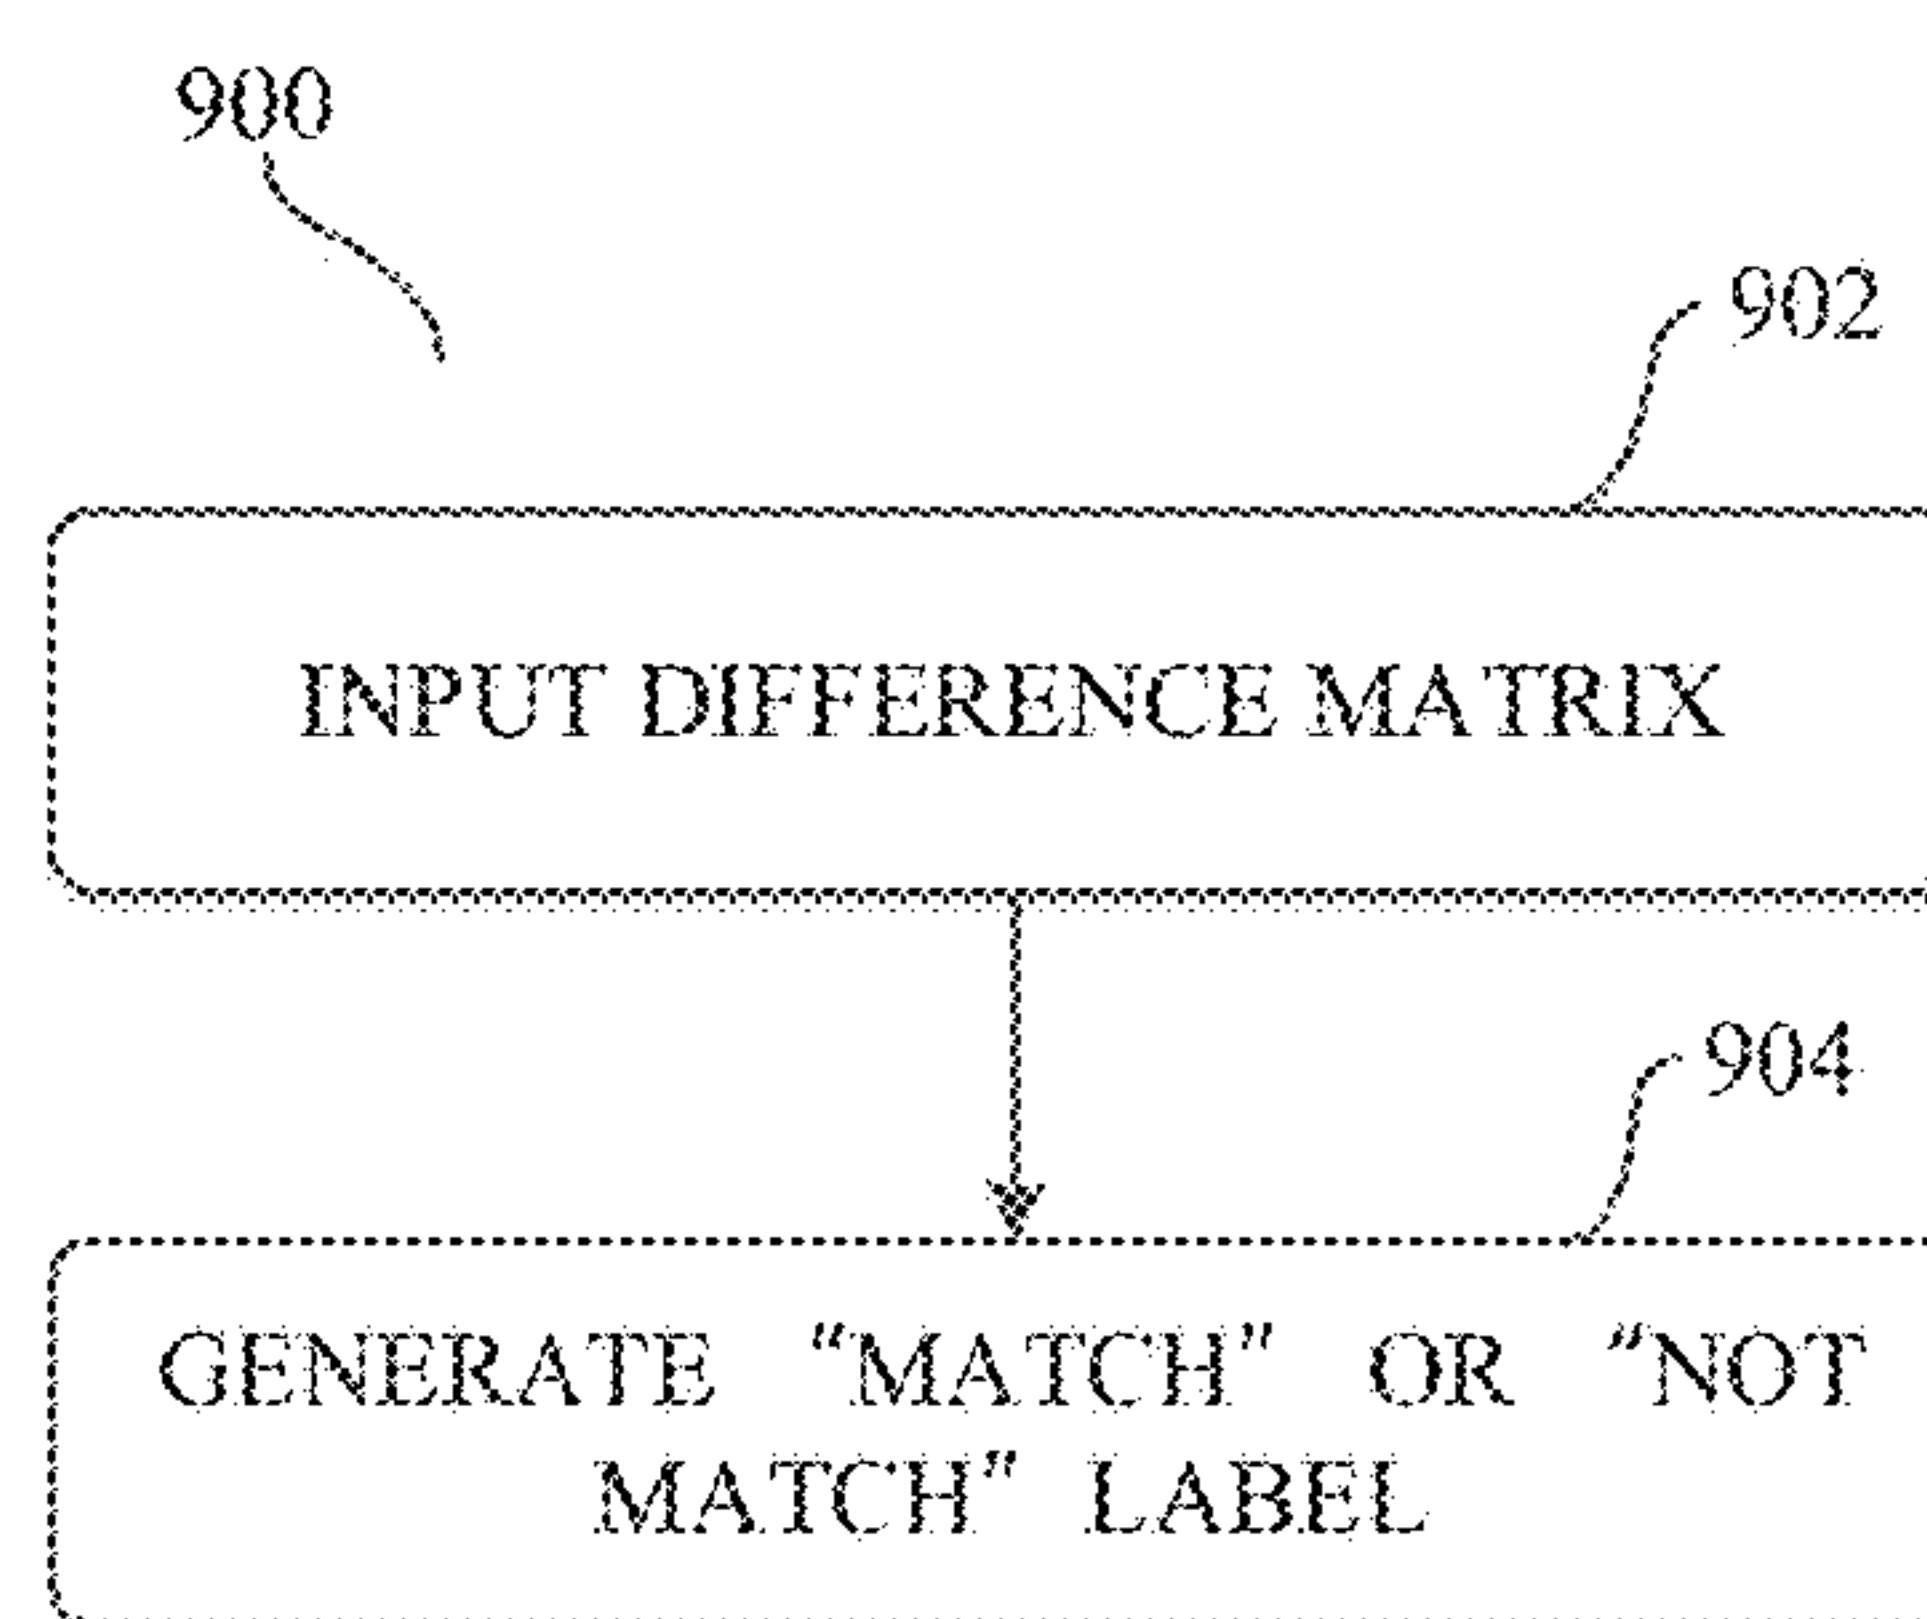 900
902
INPUT DIFFERENCE MATRIX
904
GENERATE "MATCH" OR "NOT
MATCH" LABEL